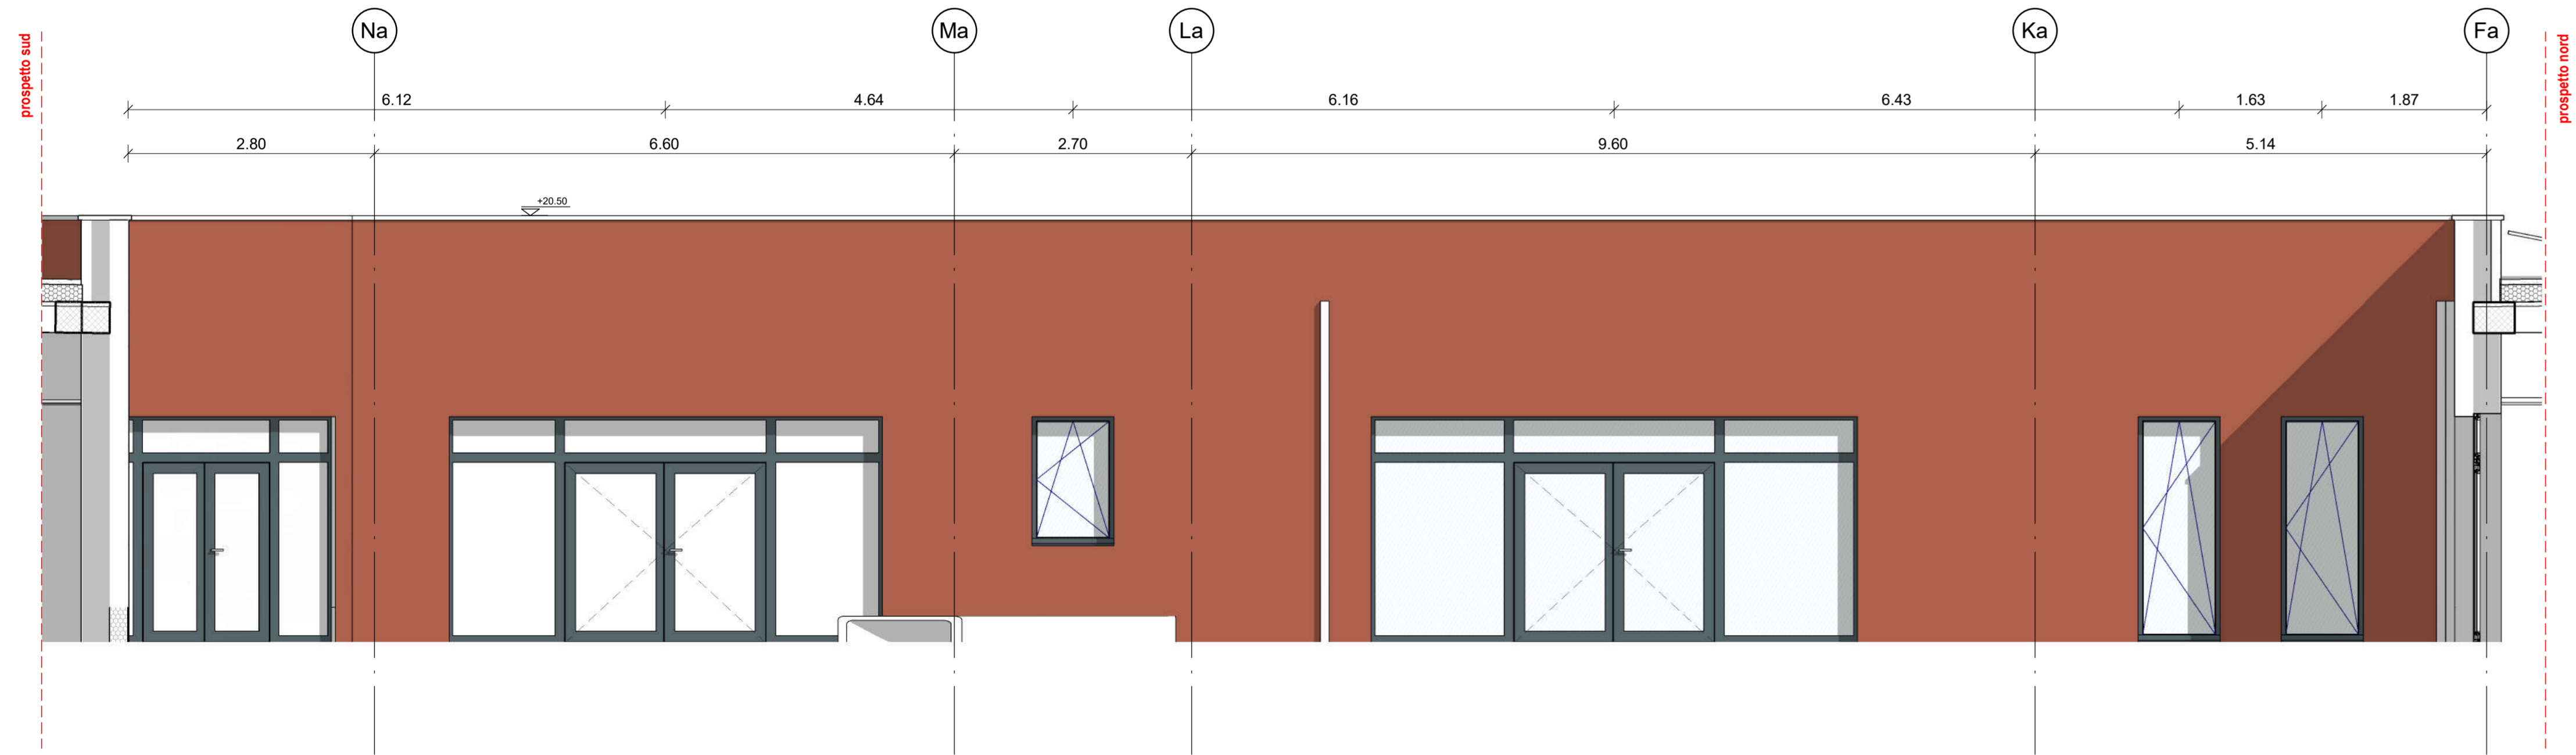 Na
Ma
La
Ka
Fa
prospetto sud
prospetto nord
6.12
4.64
6.16
6.43
1.63
1.87
2.80
6.60
2.70
9.60
5.14
+20.50